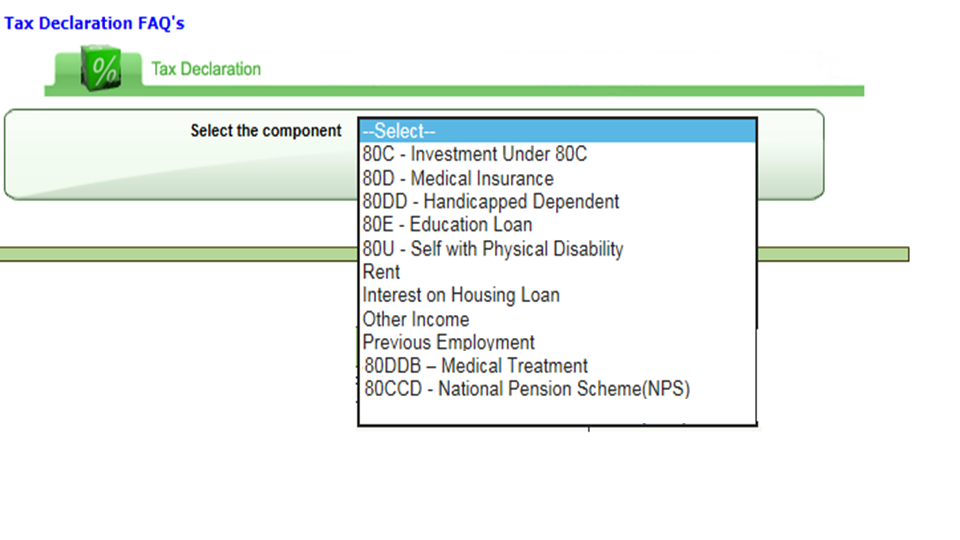 Tax Declaration FAQ's
%
Tax Declaration
Select the component
--Select--
80C - Investment Under 80C
80D - Medical Insurance
80DD - Handicapped Dependent
80E - Education Loan
80U - Self with Physical Disability
Rent
Interest on Housing Loan
Other Income
Previous Employment
80DDB – Medical Treatment
80CCD - National Pension Scheme(NPS)